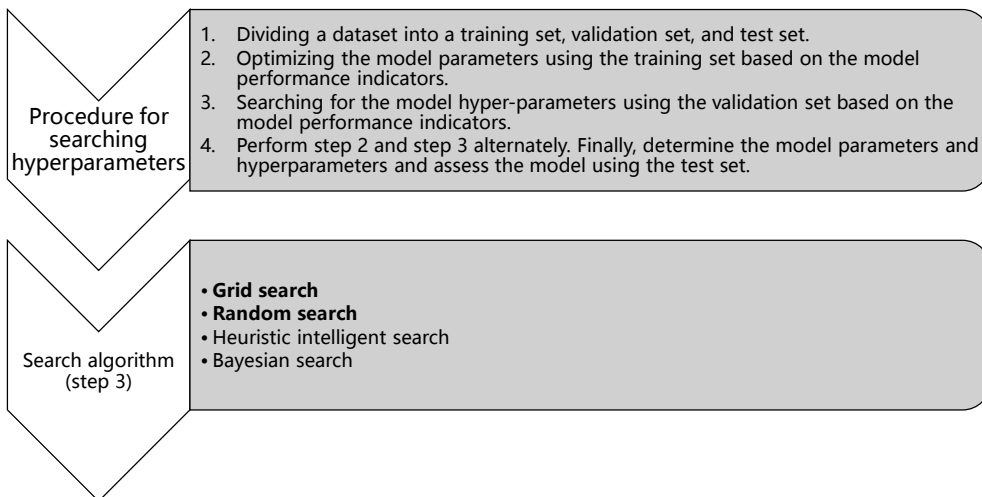 Procedure for
searching
hyperparameters
1. Dividing a dataset into a training set, validation set, and test set.
2. Optimizing the model parameters using the training set based on the model
performance indicators.
3. Searching for the model hyper-parameters using the validation set based on the
model performance indicators.
4. Perform step 2 and step 3 alternately. Finally, determine the model parameters and
hyperparameters and assess the model using the test set.
Search algorithm
(step 3)
• Grid search
• Random search
• Heuristic intelligent search
• Bayesian search